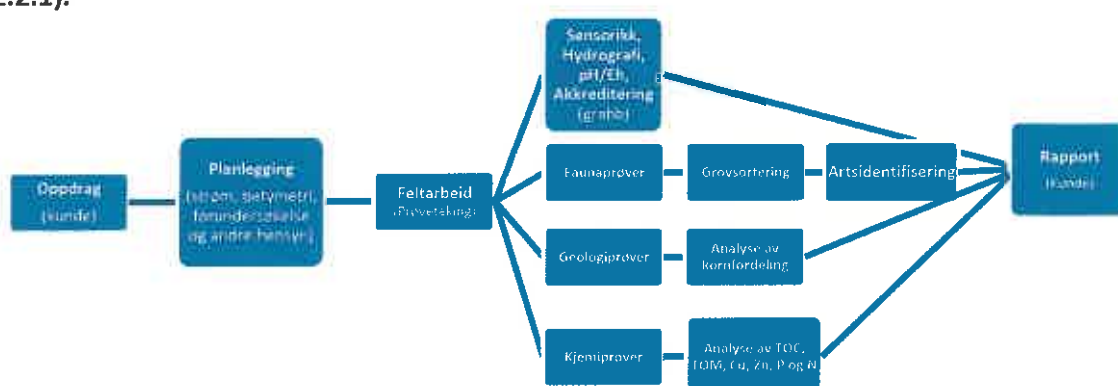 Oppdrag
(kunde)
Planlegging
(strøm, batymetri,
forundersøkelse
og andre hensyn)
Feltarbeid
(Prøvetaking)
Sensorikk,
Hydrografi,
pH/Eh,
Akkreditering
Faunaprøver
Grovsortering
Artsidentifisering
Geologiprøver
Analyse av
kornfordeling
Kjemiprøver
Analyse av TOC,
TOM, Cu, Zn, P og N
Rapport
(kunde)